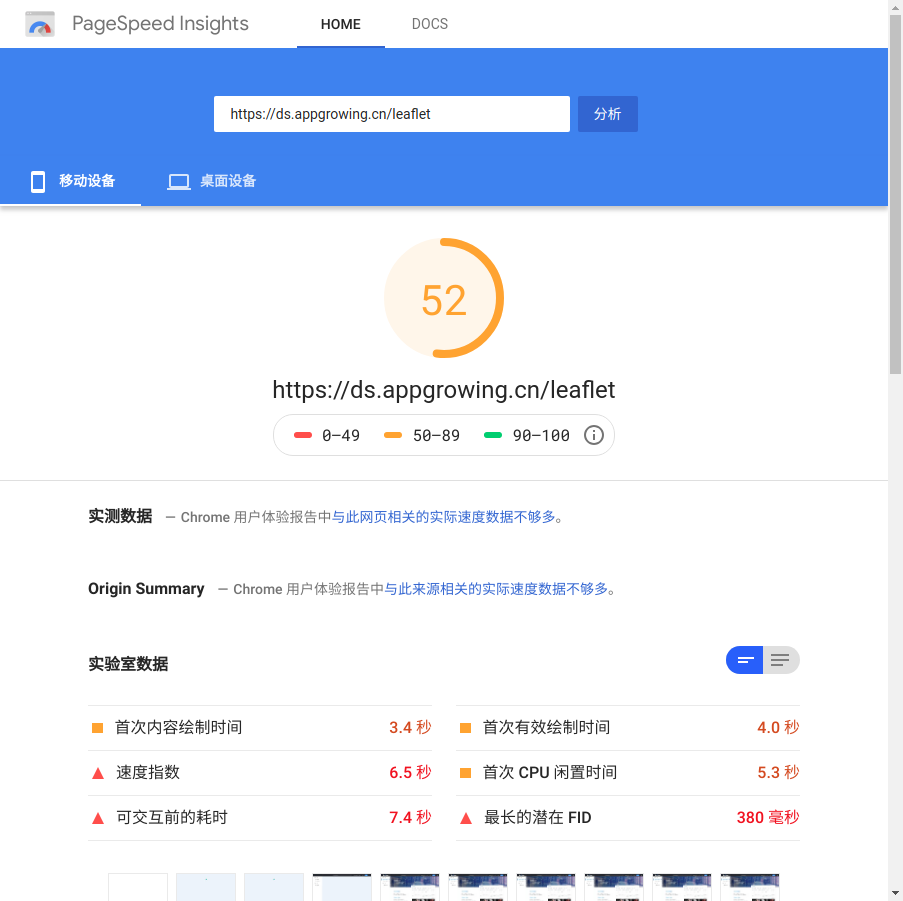 PageSpeed Insights HOME DOCS
https://ds.appgrowing.cn/leaflet 分析
移动设备 桌面设备
52
https://ds.appgrowing.cn/leaflet
0–49 50–89 90–100
实测数据 — Chrome 用户体验报告中与此网页相关的实际速度数据不够多。
Origin Summary — Chrome 用户体验报告中与此来源相关的实际速度数据不够多。
实验室数据
首次内容绘制时间 3.4 秒 首次有效绘制时间 4.0 秒
速度指数 6.5 秒 首次 CPU 闲置时间 5.3 秒
可交互前的耗时 7.4 秒 最长的潜在 FID 380 毫秒